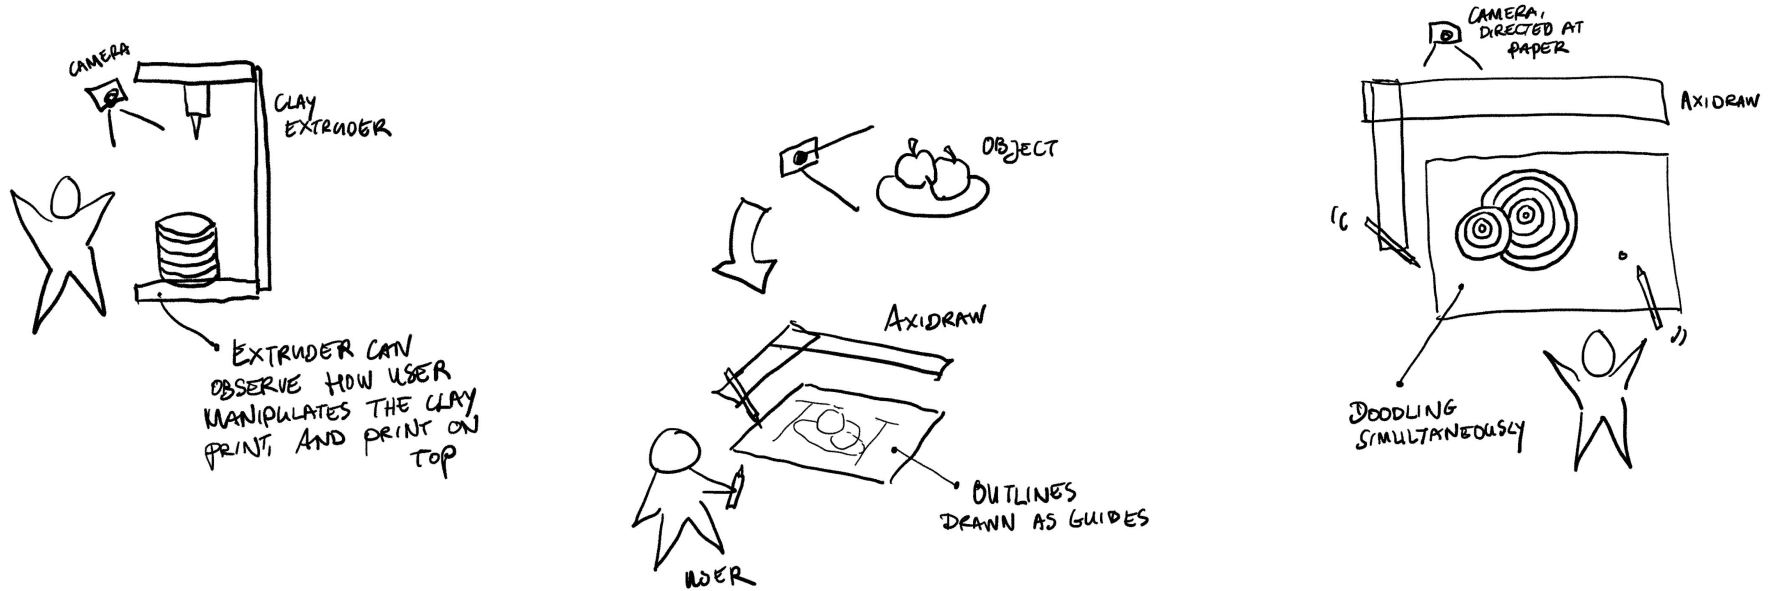 CAMERA
CLAY
EXTRUDER
EXTRUDER CAN
OBSERVE HOW USER
MANIPULATES THE CLAY
PRINT, AND PRINT ON
TOP
OBJECT
AXIDRAW
OUTLINES
DRAWN AS GUIDES
USER
CAMERA,
DIRECTED AT
PAPER
AXIDRAW
DOODLING
SIMULTANEOUSLY